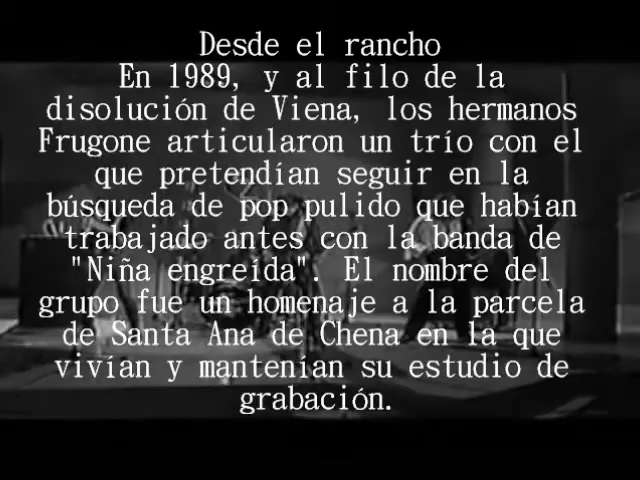 Desde el rancho
En 1989, y al filo de la
disolución de Viena, los hermanos
Frugone articularon un trío con el
que pretendían seguir en la
búsqueda de pop pulido que habían
trabajado antes con la banda de
"Niña engreída". El nombre del
grupo fue un homenaje a la parcela
de Santa Ana de Chena en la que
vivían y mantenían su estudio de
grabación.